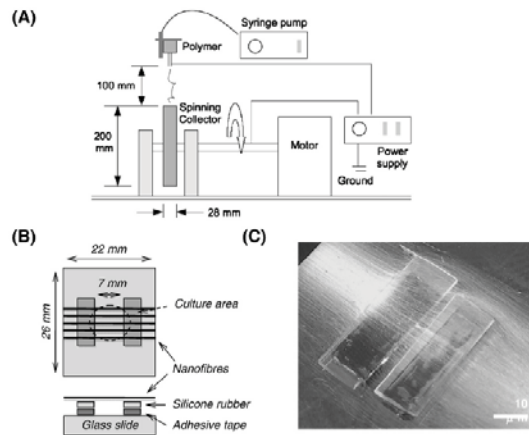 (A)
Syringe pump
Polymer
100 mm
Spinning
Collector
200
mm
Motor
Power
supply
Ground
28 mm
(B)
22 mm
7 mm
Culture area
26 mm
Nanofibres
Silicone rubber
Adhesive tape
Glass slide
(C)
10